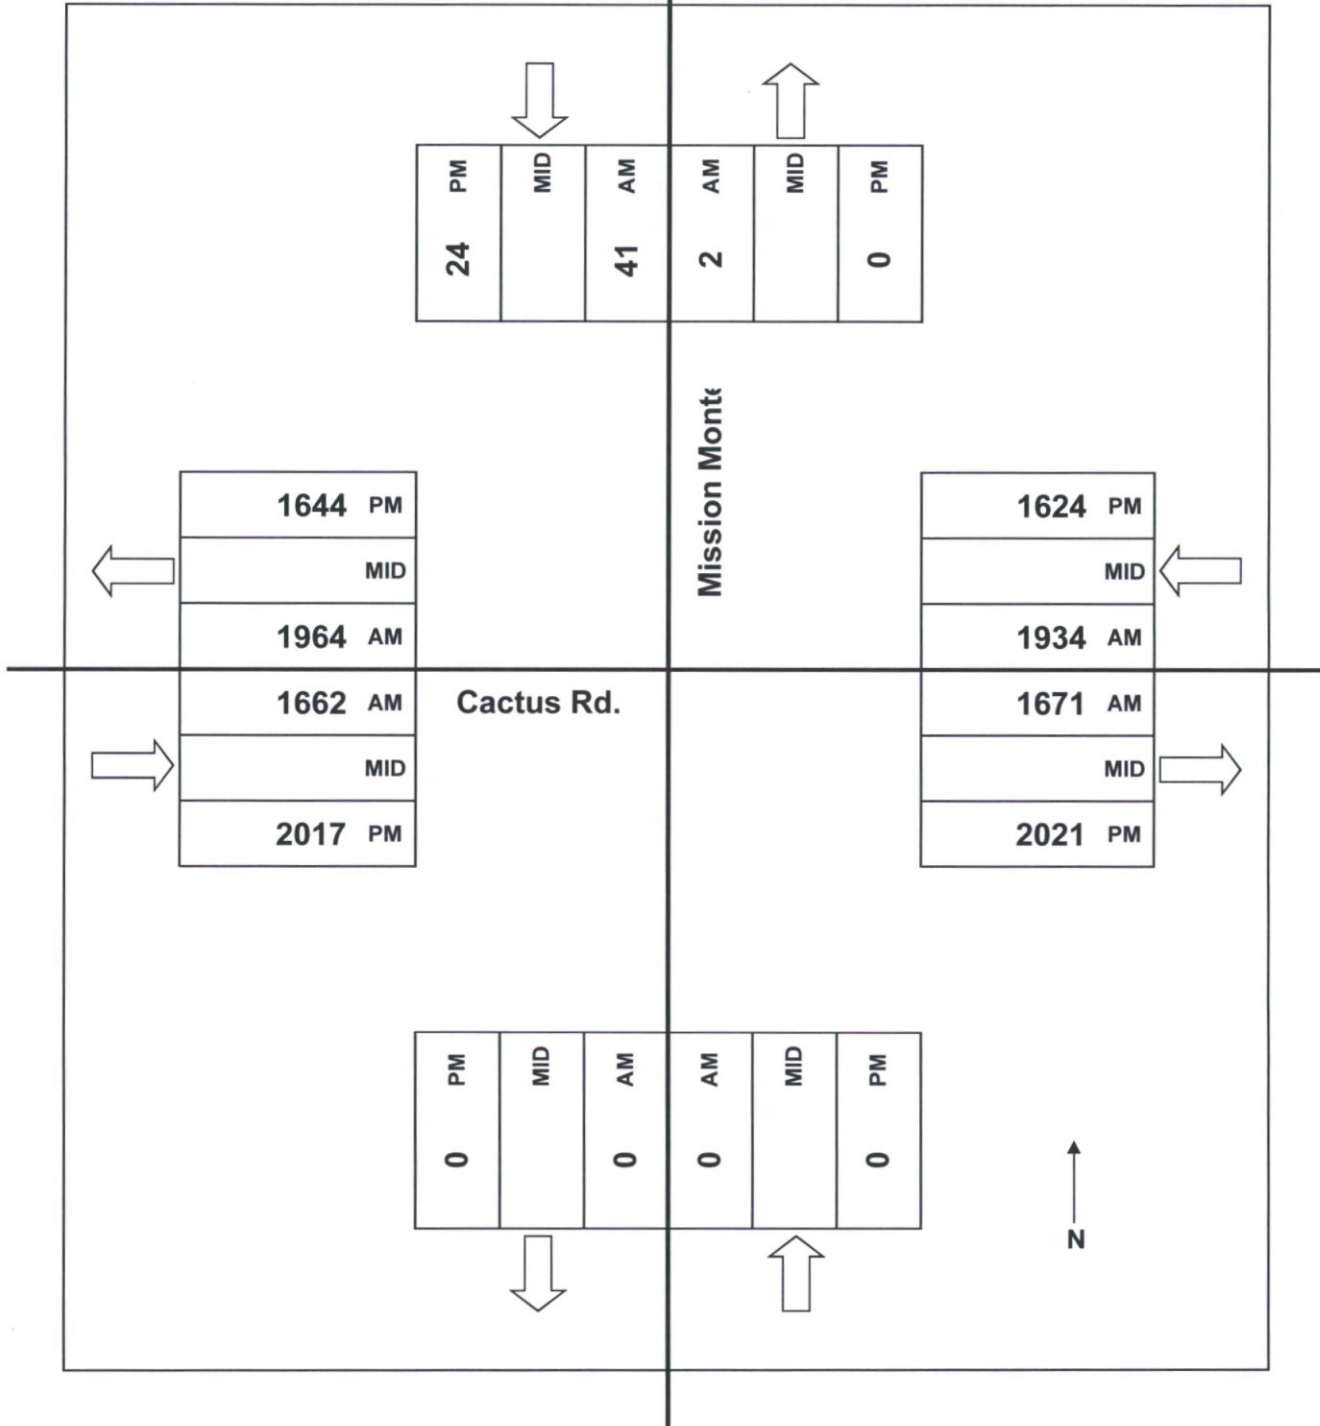 PM MID AM AM MID PM
24 41 2 0
Mission Monte
1644 PM
MID
1964 AM
1662 AM
MID
2017 PM
Cactus Rd.
1624 PM
MID
1934 AM
1671 AM
MID
2021 PM
PM MID AM AM MID PM
0 0 0 0
N